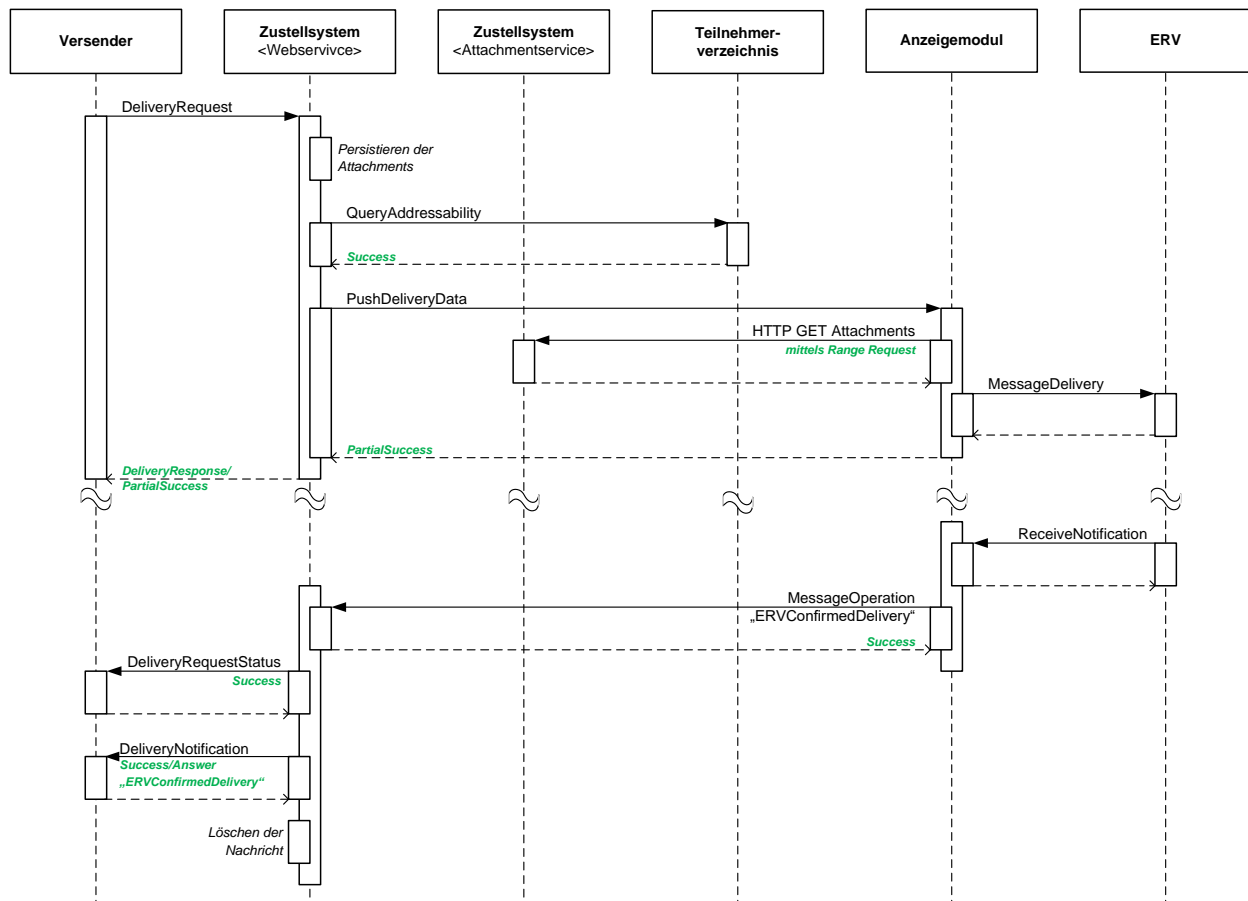 Versender
Zustellsystem
<Webservivce>
Zustellsystem
<Attachmentservice>
Teilnehmer-
verzeichnis
Anzeigemodul
ERV
DeliveryRequest
Persistieren der
Attachments
QueryAddressability
Success
PushDeliveryData
HTTP GET Attachments
mittels Range Request
MessageDelivery
PartialSuccess
DeliveryResponse/
PartialSuccess
ReceiveNotification
MessageOperation
„ERVConfirmedDelivery“
Success
DeliveryRequestStatus
Success
DeliveryNotification
Success/Answer
„ERVConfirmedDelivery“
Löschen der
Nachricht